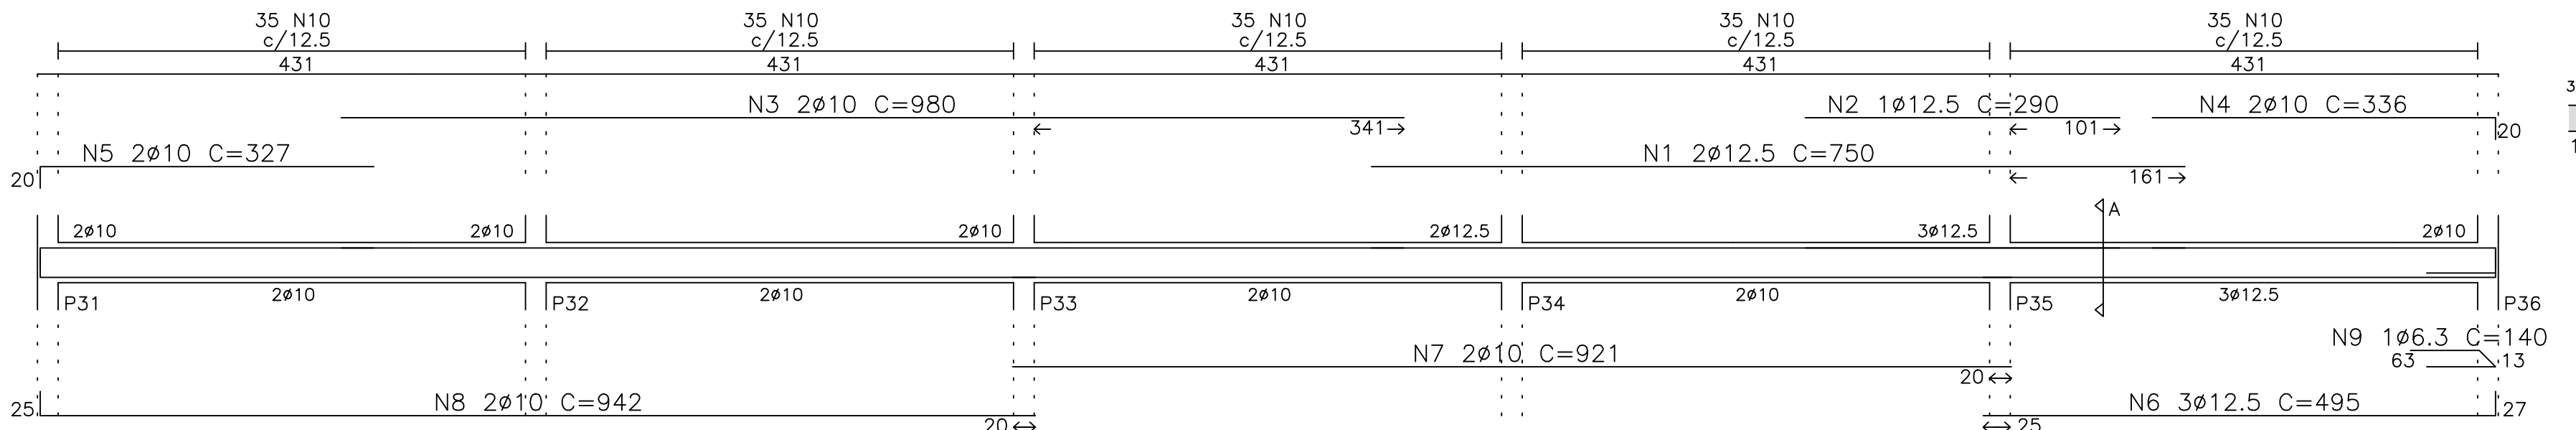 35 N10 35 N10 35 N10 35 N10 35 N10
c/12.5 c/12.5 c/12.5 c/12.5 c/12.5
431 431 431 431 431
N3 2ø10 C=980 N2 1ø12.5 C=290 N4 2ø10 C=336
341 101 20
N5 2ø10 C=327 N1 2ø12.5 C=750
20 161
A
2ø10 2ø10 2ø10 2ø12.5 3ø12.5 2ø10
2ø10 2ø10 2ø10 2ø10 3ø12.5
P31 P32 P33 P34 P35 P36
N9 1ø6.3 C=140
N7 2ø10 C=921 63 13
20
N8 2ø10 C=942 N6 3ø12.5 C=495
25 27
20 25